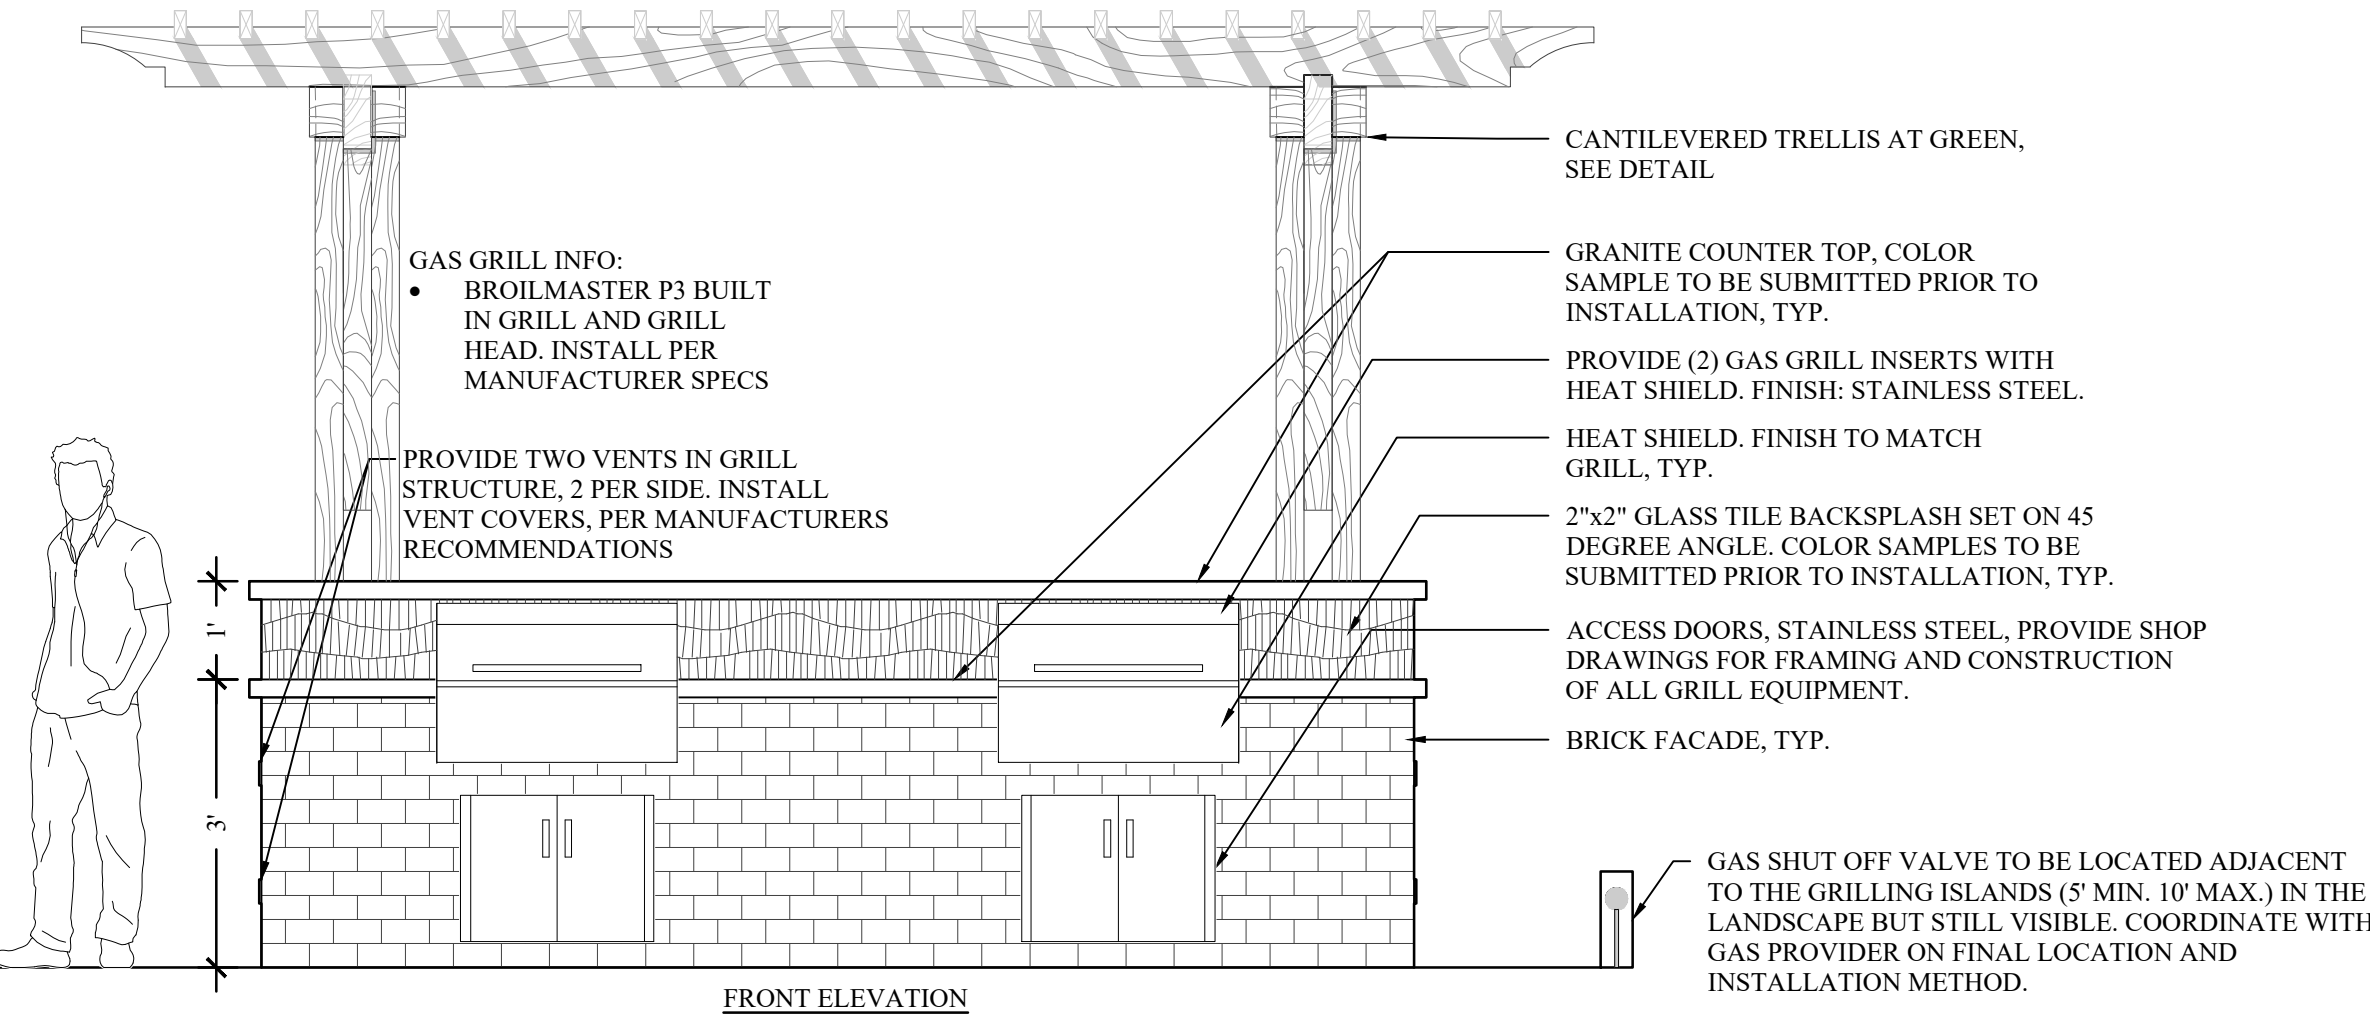 CANTILEVERED TRELLIS AT GREEN,
SEE DETAIL
GAS GRILL INFO:
• BROILMASTER P3 BUILT
IN GRILL AND GRILL
HEAD. INSTALL PER
MANUFACTURER SPECS
GRANITE COUNTER TOP, COLOR
SAMPLE TO BE SUBMITTED PRIOR TO
INSTALLATION, TYP.
PROVIDE (2) GAS GRILL INSERTS WITH
HEAT SHIELD. FINISH: STAINLESS STEEL.
HEAT SHIELD. FINISH TO MATCH
GRILL, TYP.
PROVIDE TWO VENTS IN GRILL
STRUCTURE, 2 PER SIDE. INSTALL
VENT COVERS, PER MANUFACTURERS
RECOMMENDATIONS
2"x2" GLASS TILE BACKSPLASH SET ON 45
DEGREE ANGLE. COLOR SAMPLES TO BE
SUBMITTED PRIOR TO INSTALLATION, TYP.
1'
ACCESS DOORS, STAINLESS STEEL, PROVIDE SHOP
DRAWINGS FOR FRAMING AND CONSTRUCTION
OF ALL GRILL EQUIPMENT.
BRICK FACADE, TYP.
3'
GAS SHUT OFF VALVE TO BE LOCATED ADJACENT
TO THE GRILLING ISLANDS (5' MIN. 10' MAX.) IN THE
LANDSCAPE BUT STILL VISIBLE. COORDINATE WITH
GAS PROVIDER ON FINAL LOCATION AND
INSTALLATION METHOD.
FRONT ELEVATION